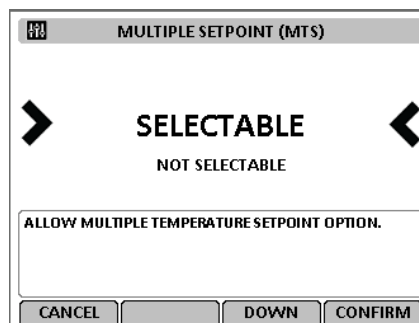 MULTIPLE SETPOINT (MTS)
SELECTABLE
NOT SELECTABLE
ALLOW MULTIPLE TEMPERATURE SETPOINT OPTION.
CANCEL DOWN CONFIRM